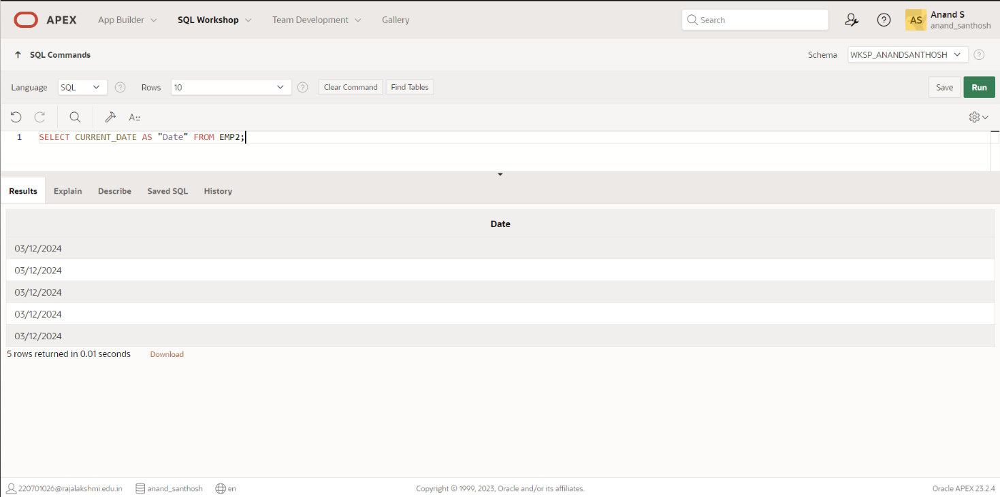 APEX App Builder SQL Workshop Team Development Gallery Search AS Anand S
anand_santhosh
SQL Commands Schema WKSP_ANANDSANTHOSH
Language SQL Rows 10 Clear Command Find Tables Save Run
A::
1 SELECT CURRENT_DATE AS "Date" FROM EMP2;
Results Explain Describe Saved SQL History
Date
03/12/2024
03/12/2024
03/12/2024
03/12/2024
03/12/2024
5 rows returned in 0.01 seconds Download
220701026@rajalakshmi.edu.in anand_santhosh en Copyright © 1999, 2023, Oracle and/or its affiliates. Oracle APEX 23.2.4